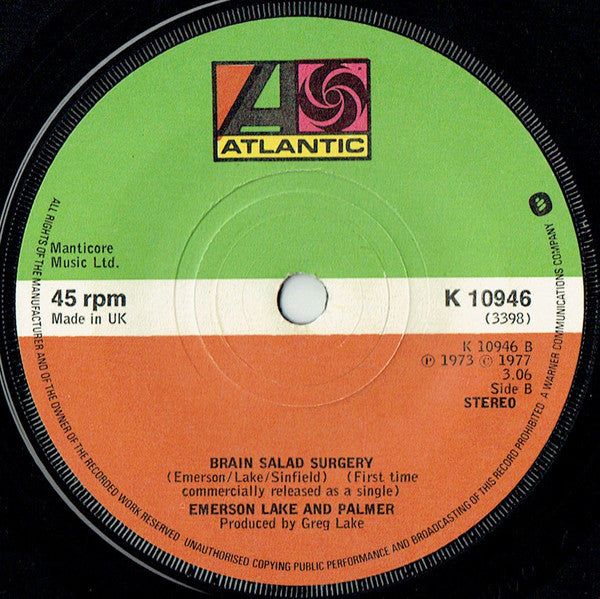 ATLANTIC
Manticore
Music Ltd.
45 rpm
Made in UK
K 10946
(3398)
K 10946 B
℗ 1973 © 1977
3.06
Side B
STEREO
BRAIN SALAD SURGERY
(Emerson/Lake/Sinfield) (First time
commercially released as a single)
EMERSON LAKE AND PALMER
Produced by Greg Lake
ALL RIGHTS OF THE MANUFACTURER AND OF THE OWNER OF THE RECORDED WORK RESERVED. UNAUTHORISED COPYING PUBLIC PERFORMANCE AND BROADCASTING OF THIS RECORD PROHIBITED. A WARNER COMMUNICATIONS COMPANY